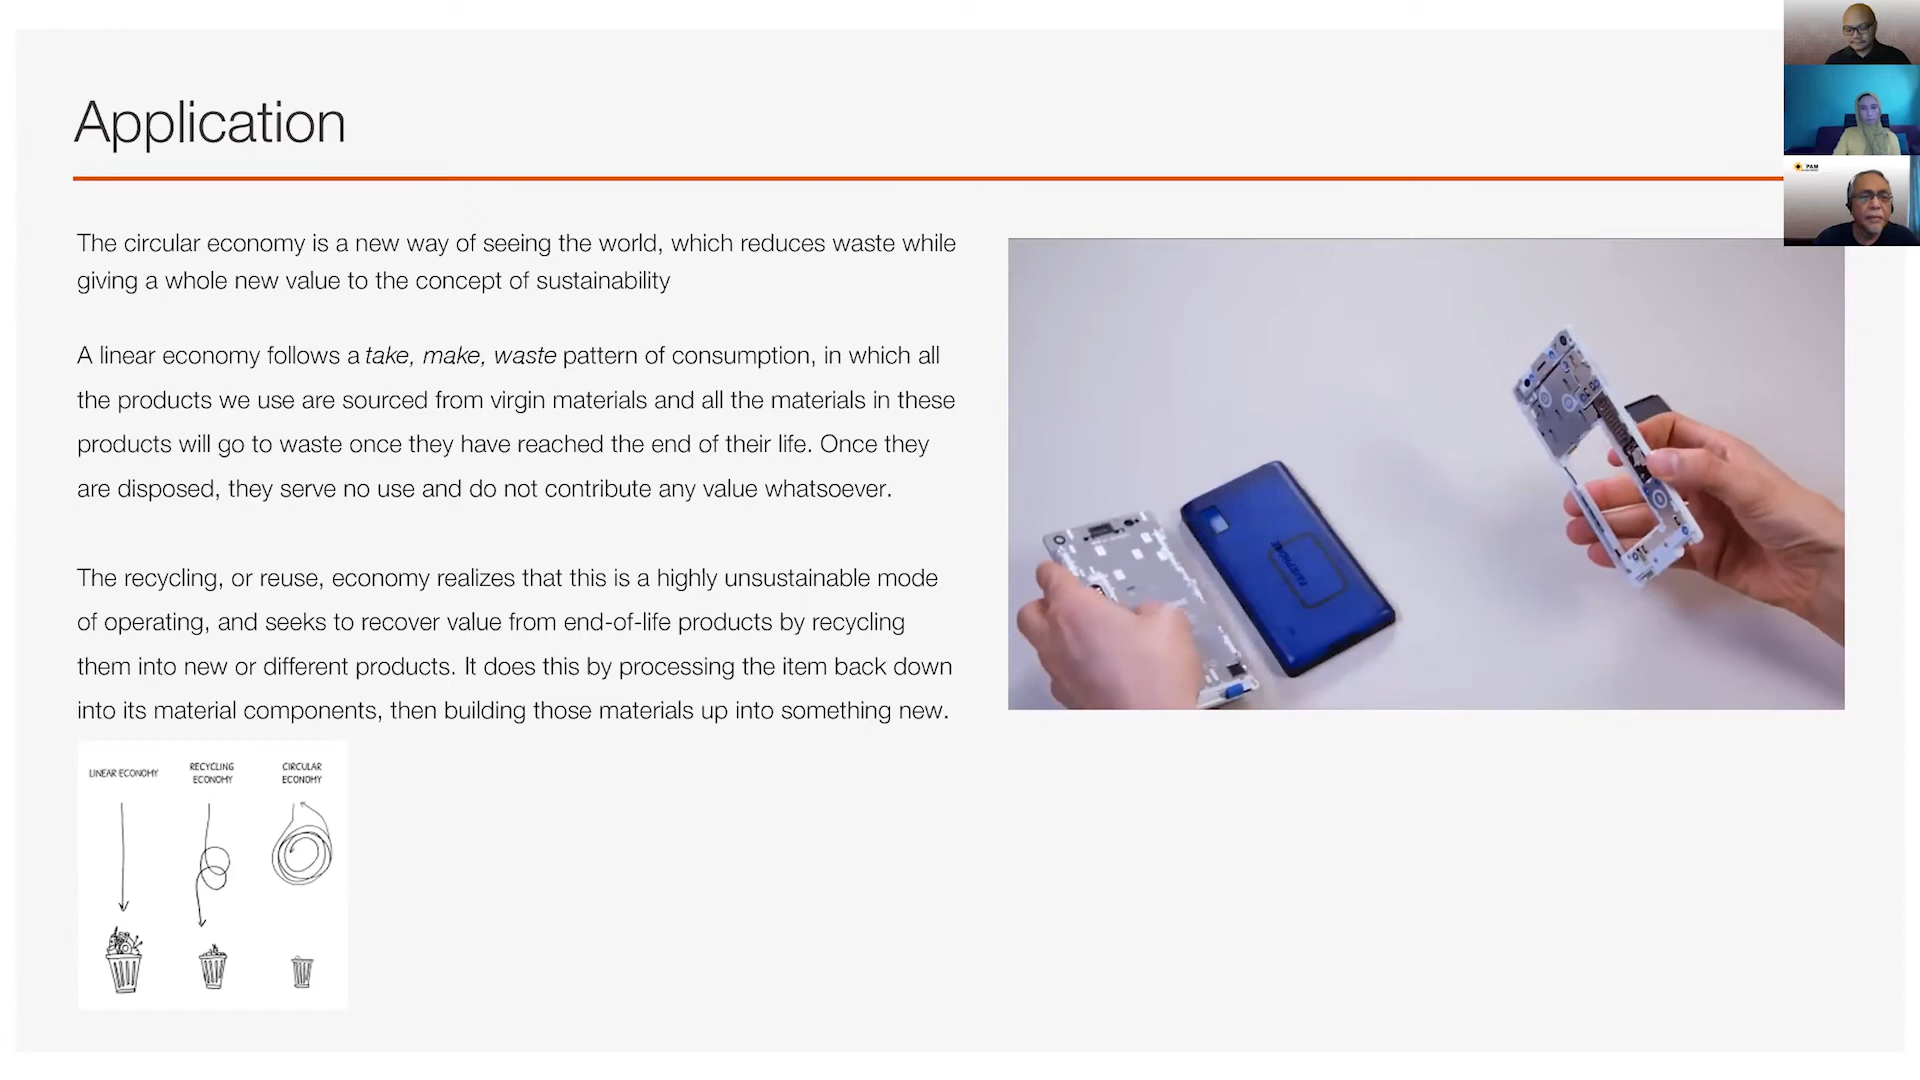 Application
The circular economy is a new way of seeing the world, which reduces waste while
giving a whole new value to the concept of sustainability
A linear economy follows a take, make, waste pattern of consumption, in which all
the products we use are sourced from virgin materials and all the materials in these
products will go to waste once they have reached the end of their life. Once they
are disposed, they serve no use and do not contribute any value whatsoever.
The recycling, or reuse, economy realizes that this is a highly unsustainable mode
of operating, and seeks to recover value from end-of-life products by recycling
them into new or different products. It does this by processing the item back down
into its material components, then building those materials up into something new.
LINEAR ECONOMY
RECYCLING
ECONOMY
CIRCULAR
ECONOMY
FAIRPHONE
PAM